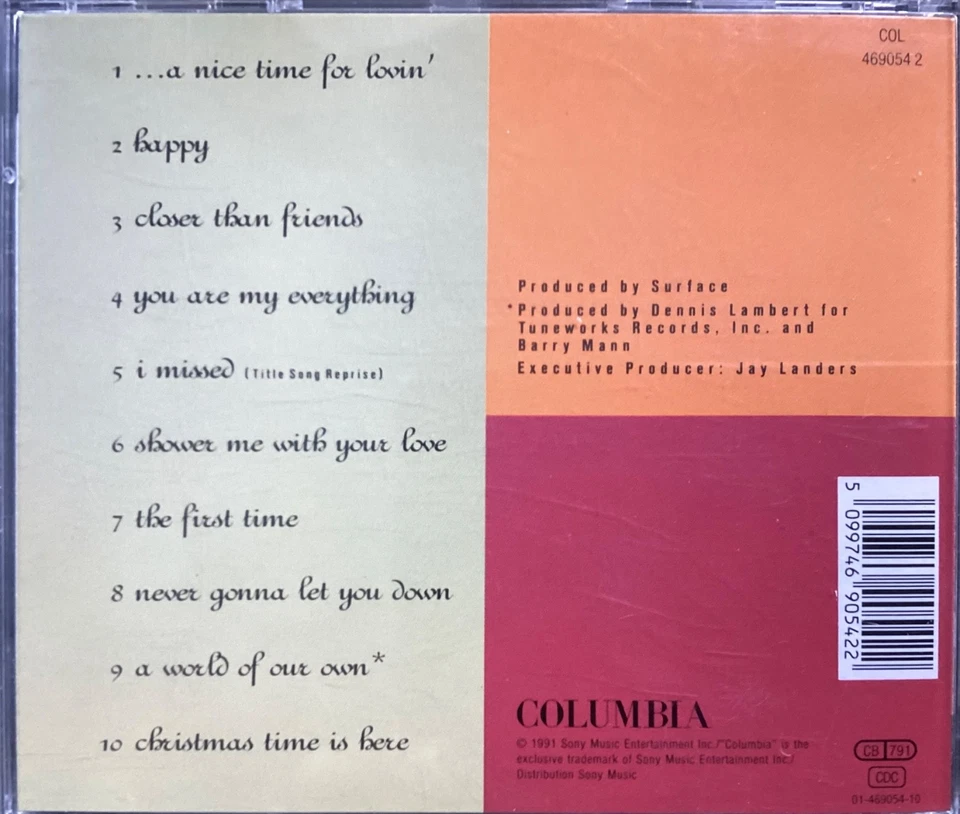 1 ...a nice time for lovin'
2 happy
3 closer than friends
4 you are my everything
5 i missed (Title Song Reprise)
6 shower me with your love
7 the first time
8 never gonna let you down
9 a world of our own*
10 christmas time is here
COL
469054 2
Produced by Surface
*Produced by Dennis Lambert for
Tuneworks Records, Inc. and
Barry Mann
Executive Producer: Jay Landers
5 099746 905422
COLUMBIA
© 1991 Sony Music Entertainment Inc./"Columbia" is the
exclusive trademark of Sony Music Entertainment Inc./
Distribution Sony Music
CB 791
CDC
01-469054-10